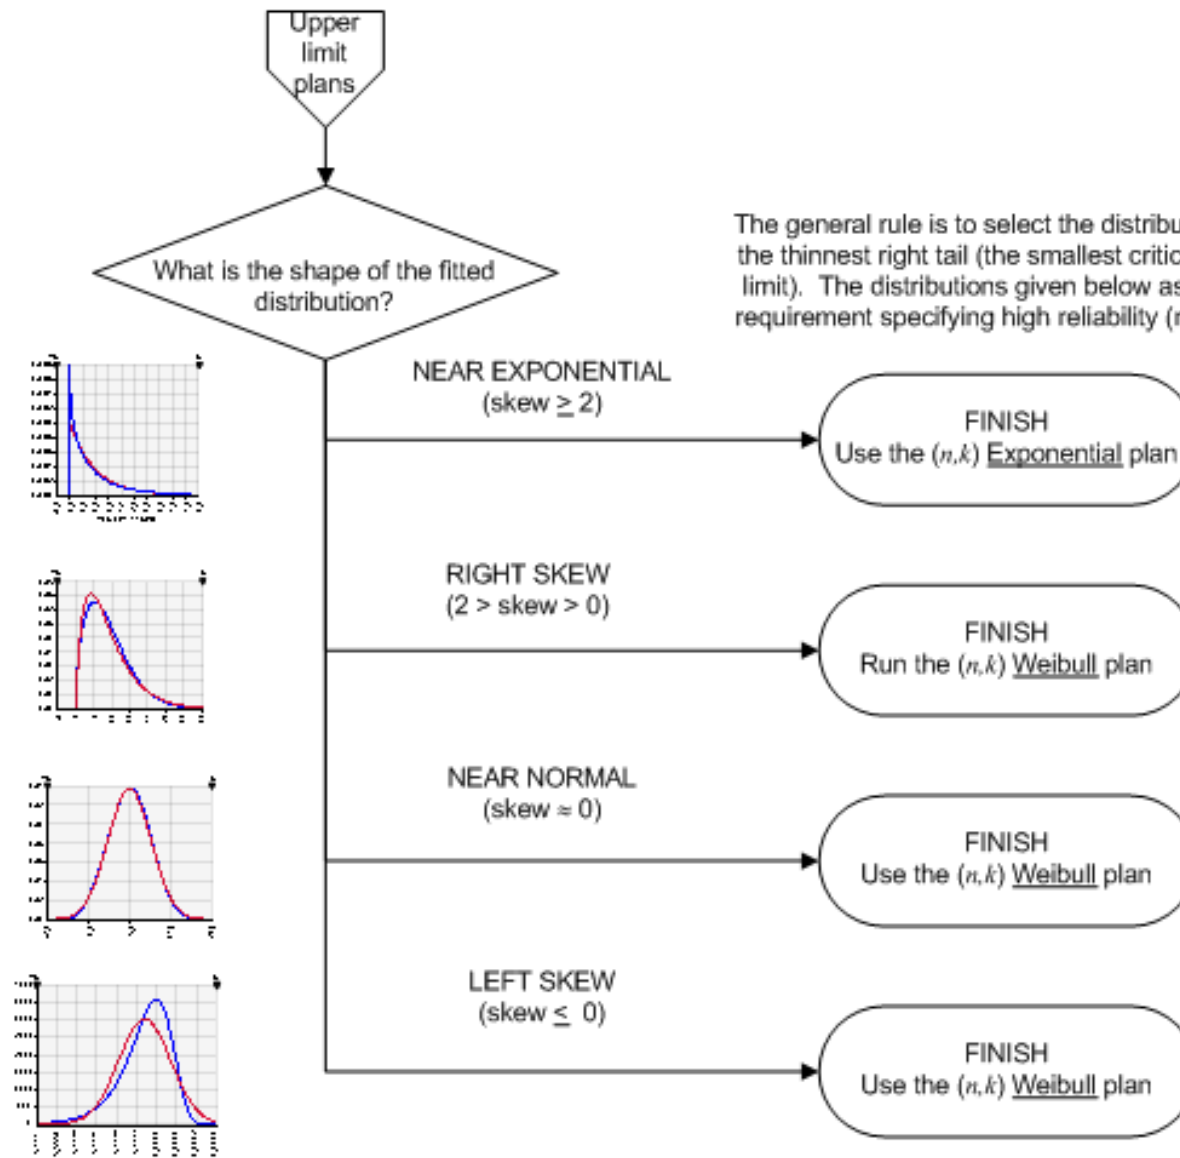 Upper
limit
plans
What is the shape of the fitted
distribution?
The general rule is to select the distribu
the thinnest right tail (the smallest critic
limit). The distributions given below as
requirement specifying high reliability (r
NEAR EXPONENTIAL
(skew ≥ 2)
FINISH
Use the (n,k) Exponential plan
RIGHT SKEW
(2 > skew > 0)
FINISH
Run the (n,k) Weibull plan
NEAR NORMAL
(skew ≈ 0)
FINISH
Use the (n,k) Weibull plan
LEFT SKEW
(skew ≤ 0)
FINISH
Use the (n,k) Weibull plan